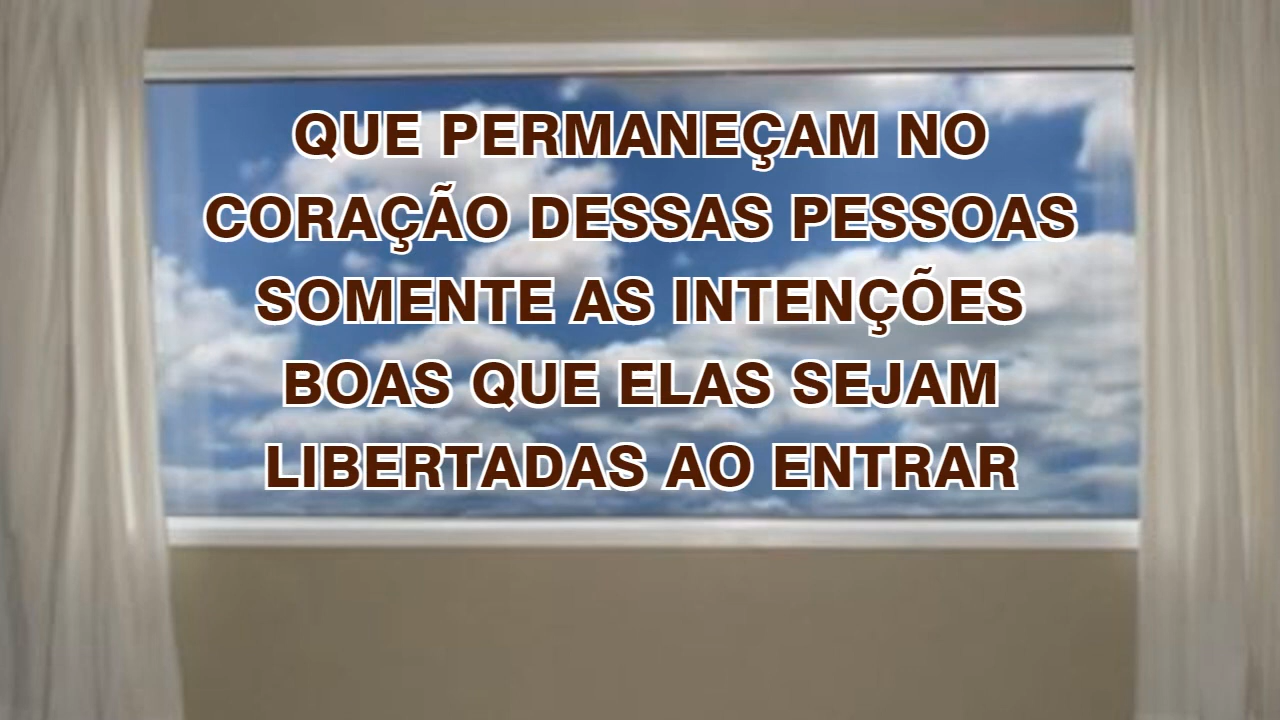 QUE PERMANEÇAM NO
CORAÇÃO DESSAS PESSOAS
SOMENTE AS INTENÇÕES
BOAS QUE ELAS SEJAM
LIBERTADAS AO ENTRAR